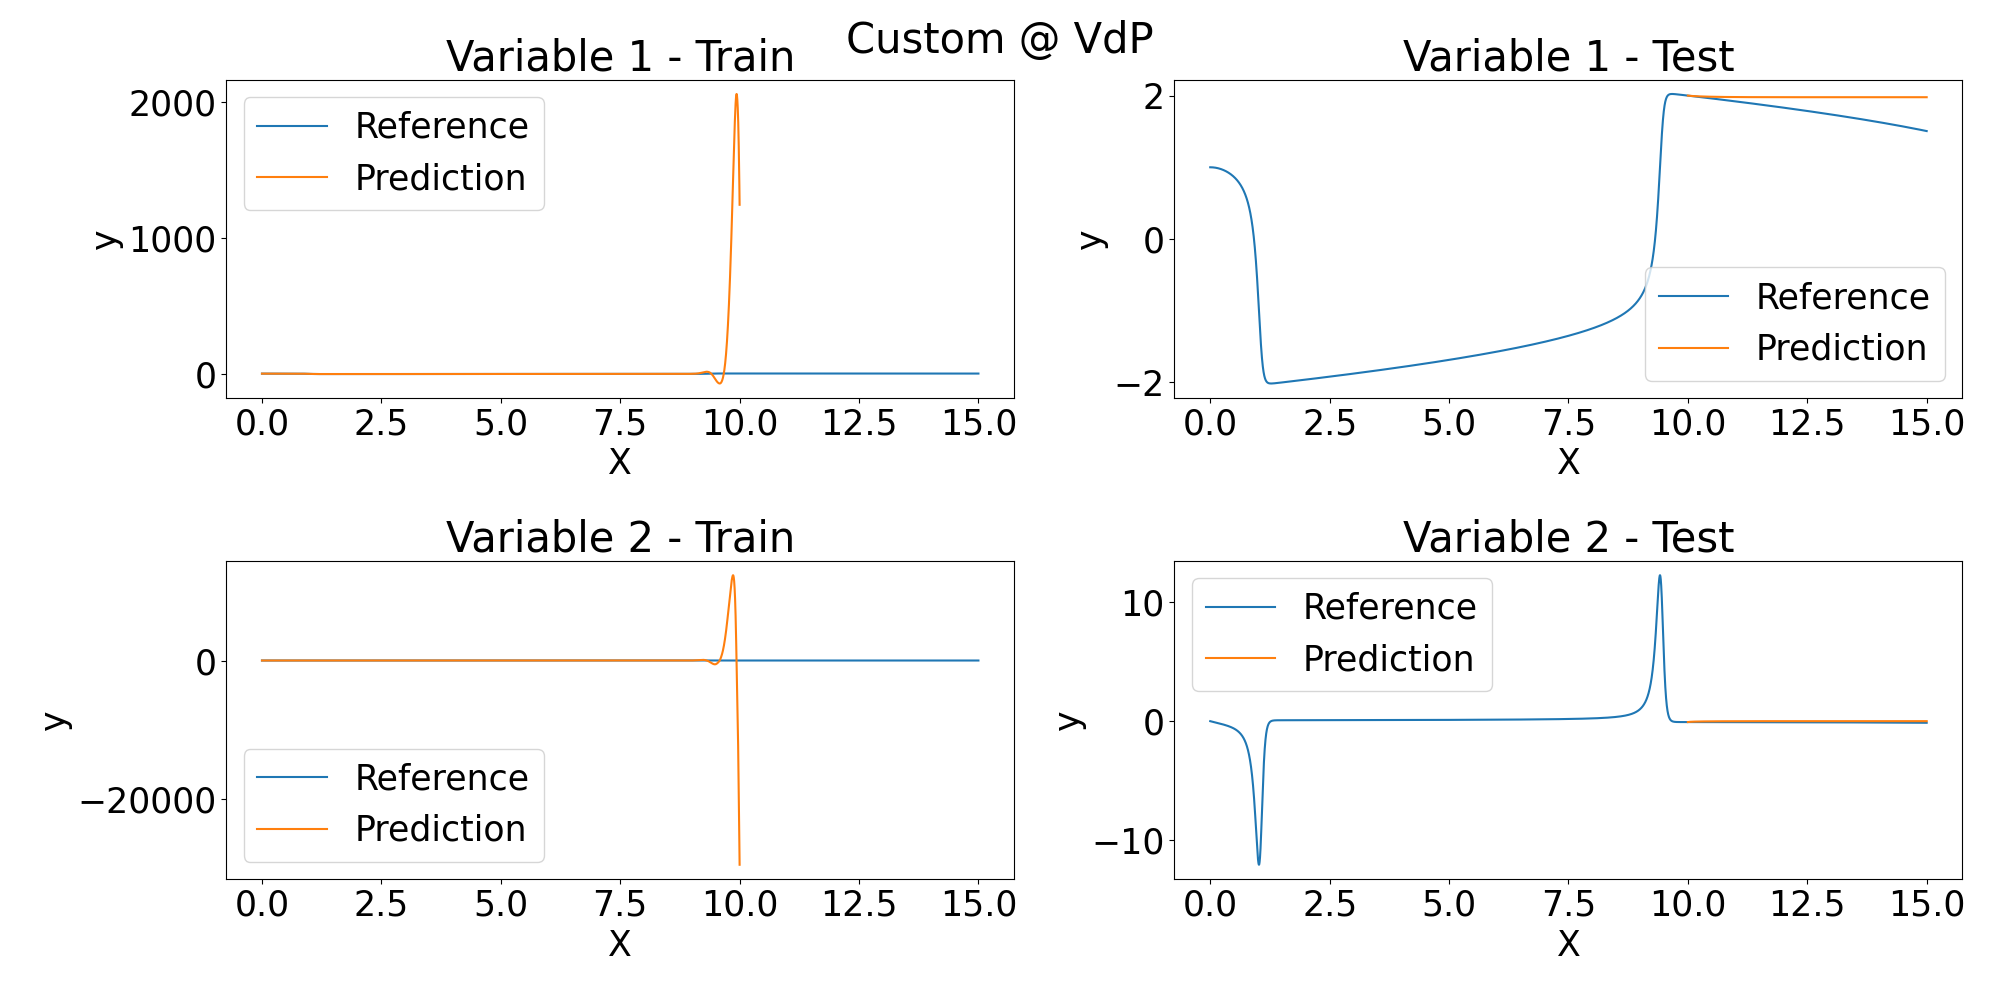 Custom @ VdP
Variable 1 - Train
2000
1000
0
y
Reference
Prediction
0.0 2.5 5.0 7.5 10.0 12.5 15.0
X
Variable 1 - Test
2
0
−2
y
Reference
Prediction
0.0 2.5 5.0 7.5 10.0 12.5 15.0
X
Variable 2 - Train
0
−20000
y
Reference
Prediction
0.0 2.5 5.0 7.5 10.0 12.5 15.0
X
Variable 2 - Test
10
0
−10
y
Reference
Prediction
0.0 2.5 5.0 7.5 10.0 12.5 15.0
X